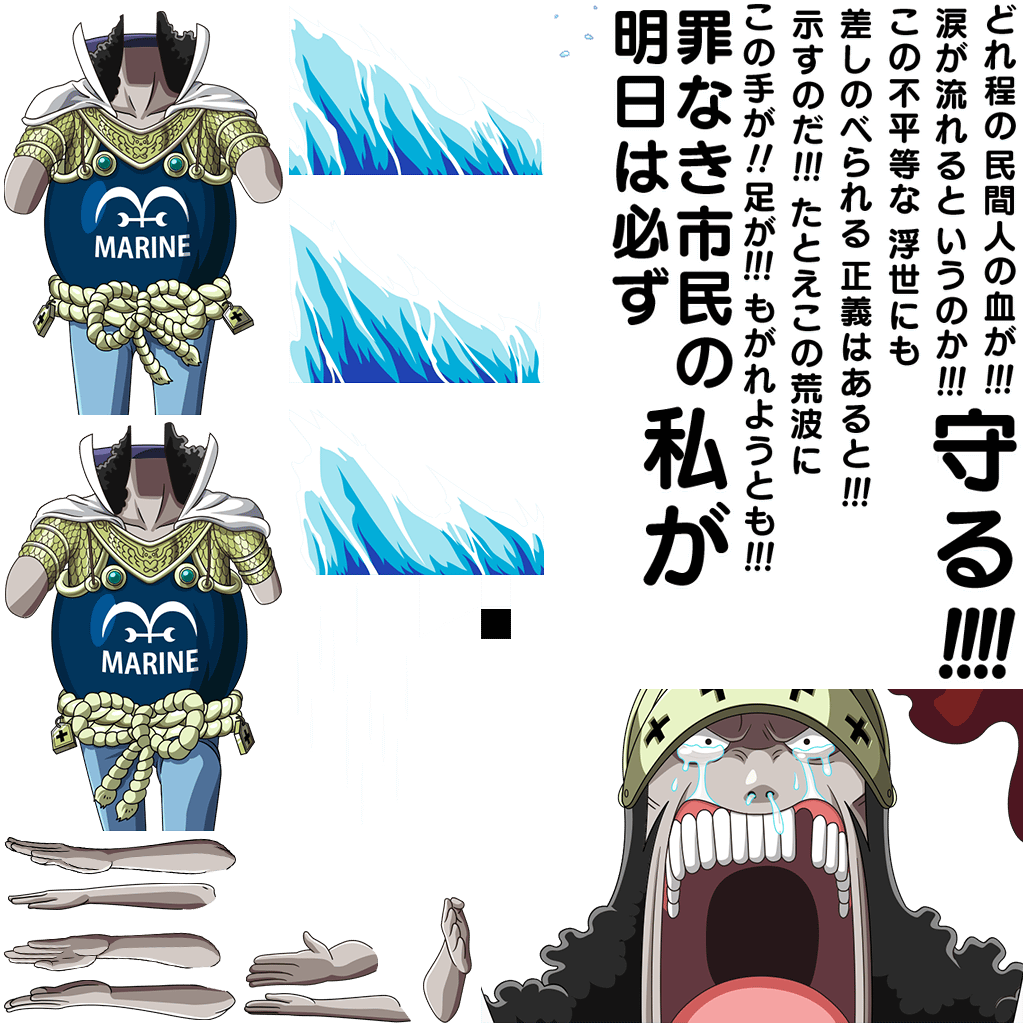 どれ程の民間人の血が!!!
涙が流れるというのか!!!
この不平等な 浮世にも
差しのべられる 正義はあると!!!
示すのだ!!! たとえこの荒波に
この手が!! 足が!!! もがれようとも!!!
罪なき市民の
明日は必ず
私が
守る
!!!!
MARINE
MARINE